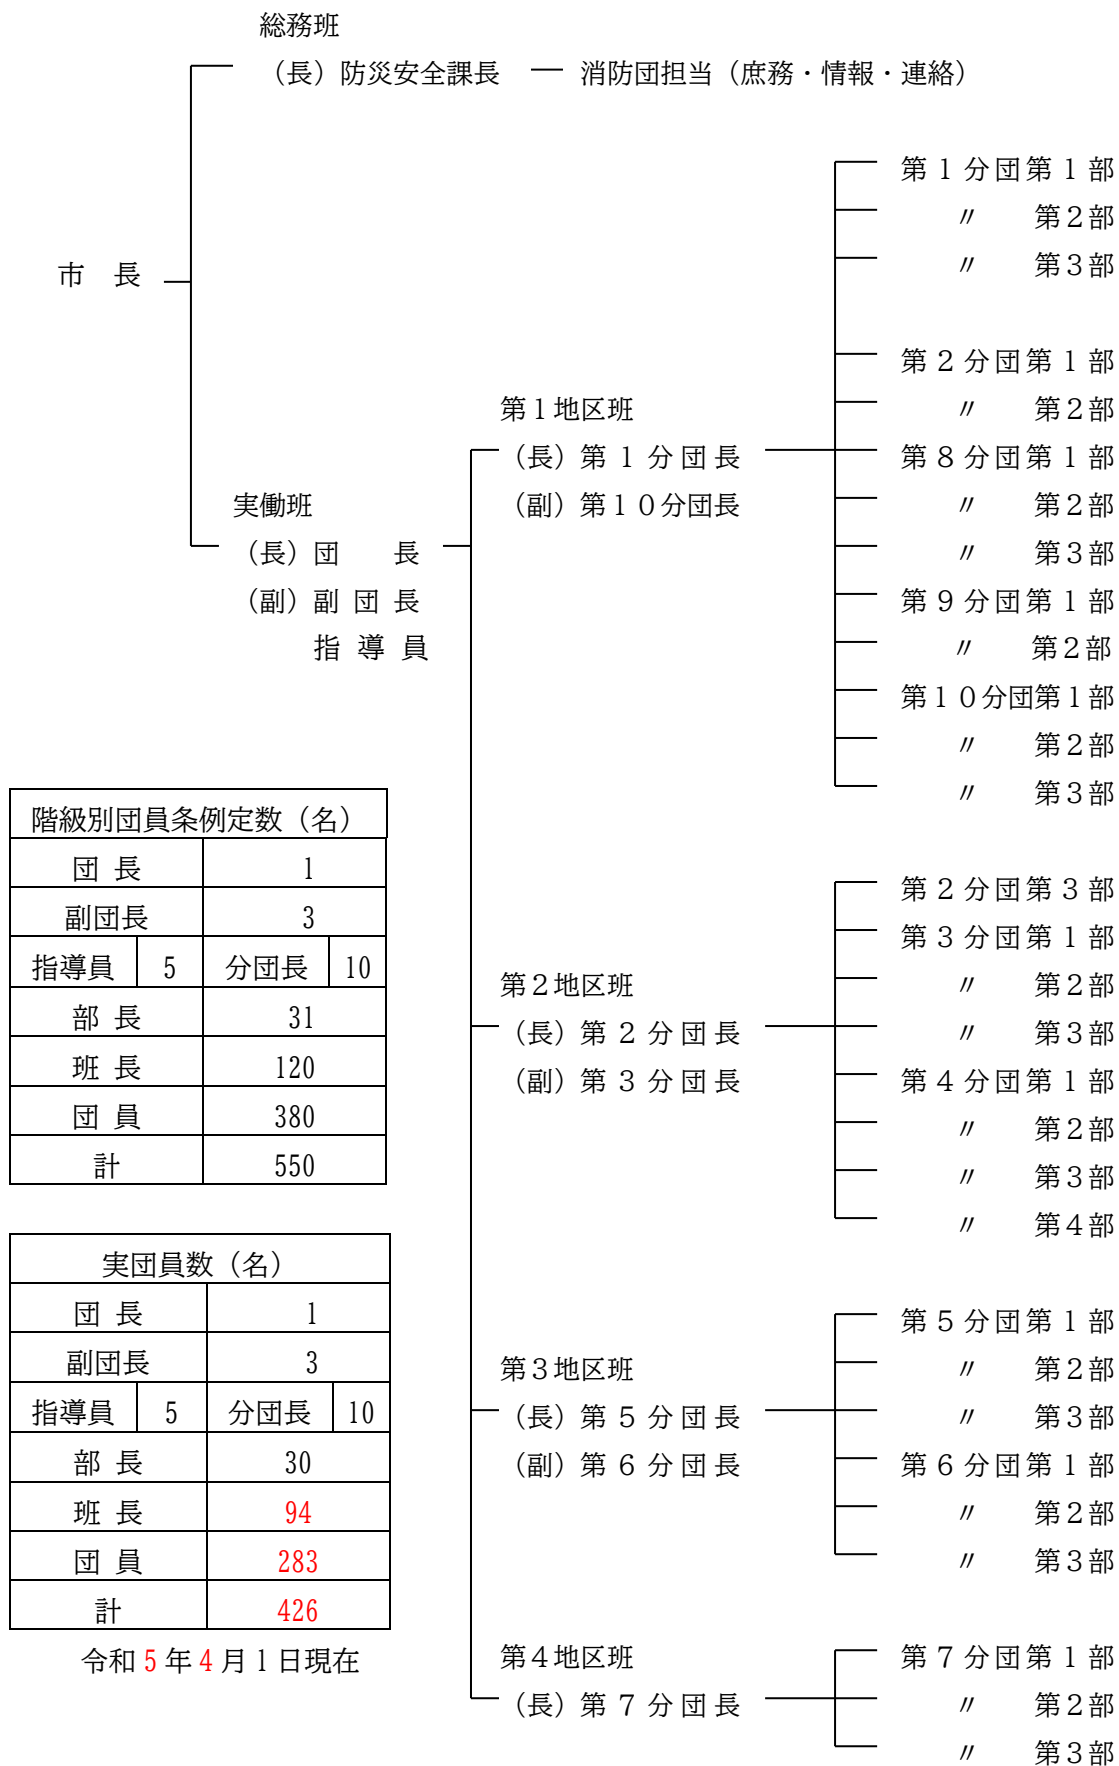 総務班
（長）防災安全課長 ― 消防団担当（庶務・情報・連絡）
市　長
実働班
（長）団　　長
（副）副 団 長
指 導 員
第１地区班
（長）第 １ 分 団 長
（副）第１０分団長
第１分団第１部
〃　第２部
〃　第３部
第２分団第１部
〃　第２部
第８分団第１部
〃　第２部
〃　第３部
第９分団第１部
〃　第２部
第１０分団第１部
〃　第２部
〃　第３部
第２地区班
（長）第 ２ 分 団 長
（副）第 ３ 分 団 長
第２分団第３部
第３分団第１部
〃　第２部
〃　第３部
第４分団第１部
〃　第２部
〃　第３部
〃　第４部
第３地区班
（長）第 ５ 分 団 長
（副）第 ６ 分 団 長
第５分団第１部
〃　第２部
〃　第３部
第６分団第１部
〃　第２部
〃　第３部
第４地区班
（長）第 ７ 分 団 長
第７分団第１部
〃　第２部
〃　第３部
階級別団員条例定数（名）
団 長 1
副団長 3
指導員 5 分団長 10
部 長 31
班 長 120
団 員 380
計 550
実団員数（名）
団 長 1
副団長 3
指導員 5 分団長 10
部 長 30
班 長 94
団 員 283
計 426
令和 5 年 4 月 1 日現在